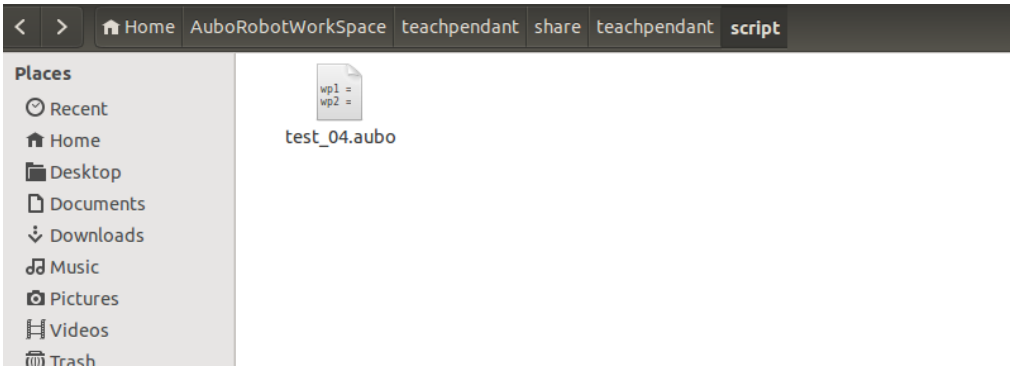 < > Home AuboRobotWorkSpace teachpendant share teachpendant script
Places
Recent
Home
Desktop
Documents
Downloads
Music
Pictures
Videos
Trash
wp1 =
wp2 =
test_04.aubo